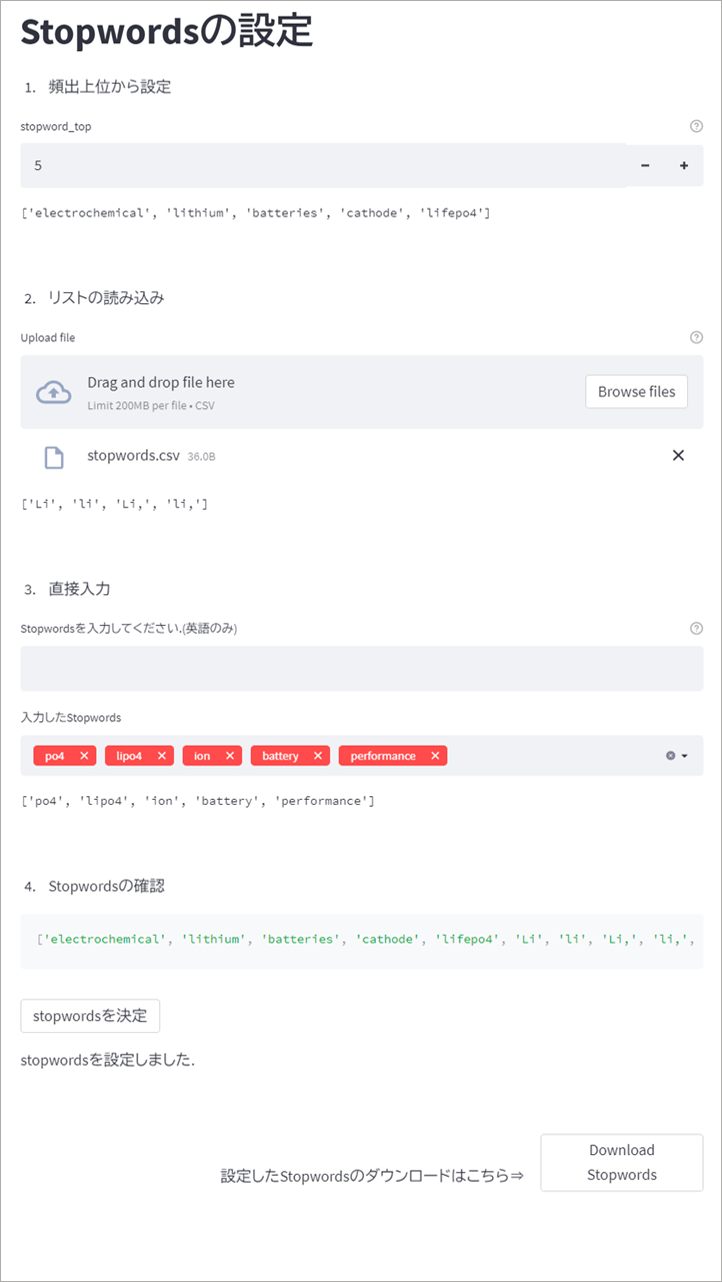 Stopwordsの設定
1. 頻出上位から設定
stopword_top
5
['electrochemical', 'lithium', 'batteries', 'cathode', 'lifepo4']
2. リストの読み込み
Upload file
Drag and drop file here
Limit 200MB per file • CSV
Browse files
stopwords.csv 36.0B
['Li', 'li', 'Li,', 'li,']
3. 直接入力
Stopwordsを入力してください.(英語のみ)
入力したStopwords
po4 lipo4 ion battery performance
['po4', 'lipo4', 'ion', 'battery', 'performance']
4. Stopwordsの確認
['electrochemical', 'lithium', 'batteries', 'cathode', 'lifepo4', 'Li', 'li', 'Li,', 'li,',
stopwordsを決定
stopwordsを設定しました.
設定したStopwordsのダウンロードはこちら⇒
Download
Stopwords